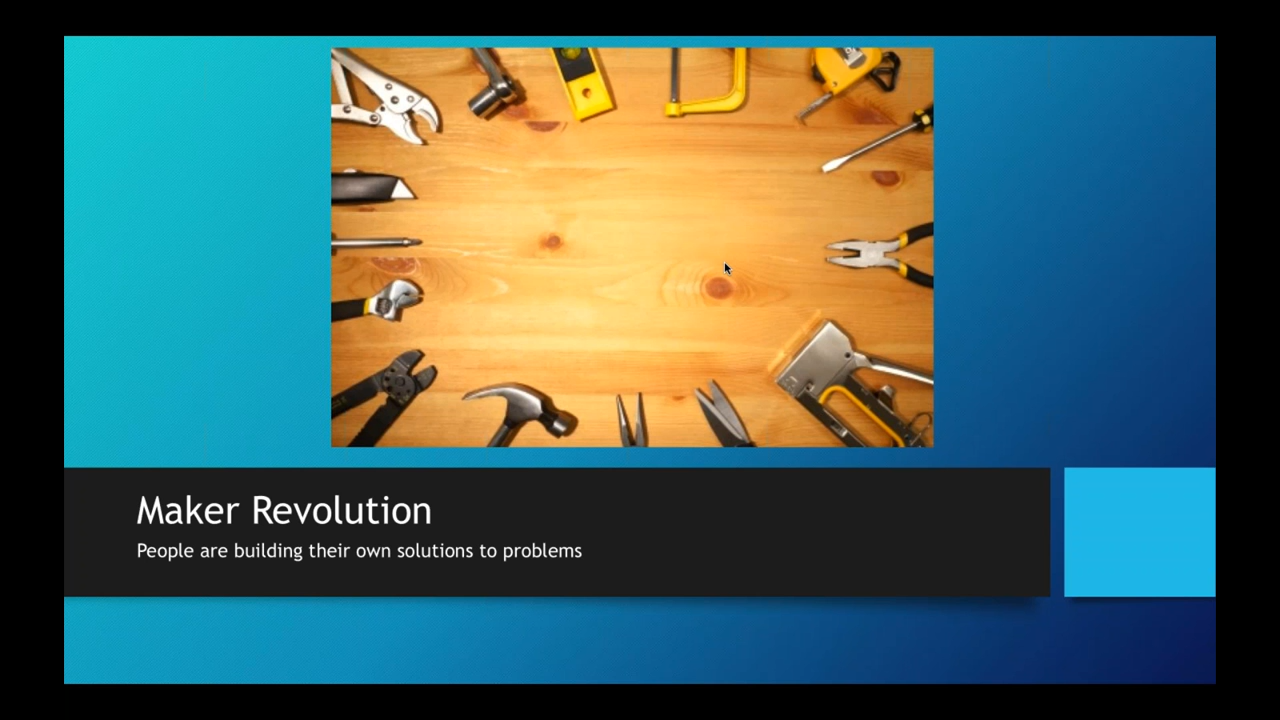 Maker Revolution
People are building their own solutions to problems